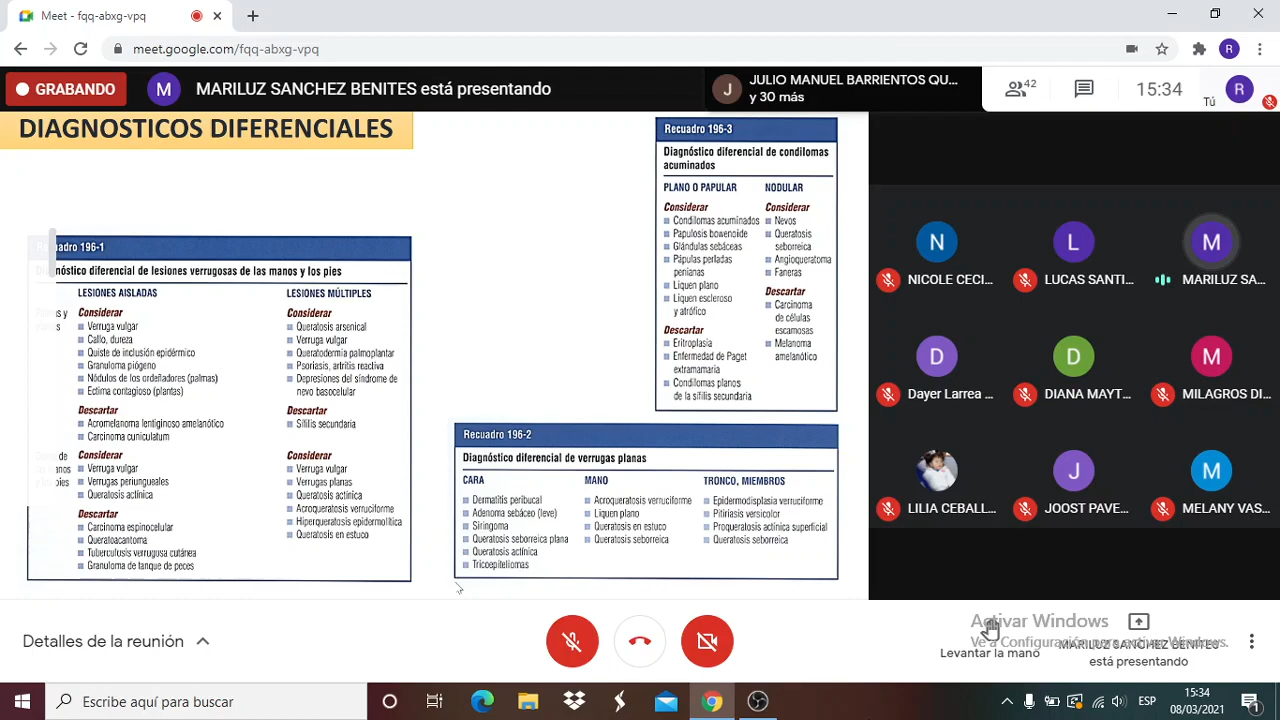 Meet - fqq-abxg-vpq
meet.google.com/fqq-abxg-vpq
R
GRABANDO
M
MARILUZ SANCHEZ BENITES está presentando
J
JULIO MANUEL BARRIENTOS QU...
y 30 más
42
15:34
Tú
R
DIAGNOSTICOS DIFERENCIALES
Recuadro 196-3
Diagnóstico diferencial de condilomas
acuminados
PLANO O PAPULAR
Considerar
Condilomas acuminados
Papulosis bowenoide
Glándulas sebáceas
Pápulas perladas
penianas
Liquen plano
Liquen escleroso
y atrófico
Descartar
Eritroplasia
Enfermedad de Paget
extramamaria
Condilomas planos
de la sífilis secundaria
NODULAR
Considerar
Nevos
Queratosis
seborreica
Angioqueratoma
Faneras
Descartar
Carcinoma
de células
escamosas
Melanoma
amelanótico
Recuadro 196-1
Diagnóstico diferencial de lesiones verrugosas de las manos y los pies
LESIONES AISLADAS
Considerar
Verruga vulgar
Callo, dureza
Quiste de inclusión epidérmico
Granuloma piógeno
Nódulos de los ordeñadores (palmas)
Ectima contagioso (plantas)
Descartar
Acromelanoma lentiginoso amelanótico
Carcinoma cuniculatum
Considerar
Verruga vulgar
Verrugas periungueales
Queratosis actínica
Descartar
Carcinoma espinocelular
Queratoacantoma
Tuberculosis verrugosa cutánea
Granuloma de tanque de peces
LESIONES MÚLTIPLES
Considerar
Queratosis arsenical
Verruga vulgar
Queratodermia palmoplantar
Psoriasis, artritis reactiva
Depresiones del síndrome de
nevo basocelular
Descartar
Sífilis secundaria
Considerar
Verruga vulgar
Verrugas planas
Queratosis actínica
Acroqueratosis verruciforme
Hiperqueratosis epidermolítica
Queratosis en estuco
Recuadro 196-2
Diagnóstico diferencial de verrugas planas
CARA
Dermatitis peribucal
Adenoma sebáceo (leve)
Siringoma
Queratosis seborreica plana
Queratosis actínica
Tricoepiteliomas
MANO
Acroqueratosis verruciforme
Liquen plano
Queratosis en estuco
Queratosis seborreica
TRONCO, MIEMBROS
Epidermodisplasia verruciforme
Pitiriasis versicolor
Proqueratosis actínica superficial
Queratosis seborreica
N
NICOLE CECI...
L
LUCAS SANTI...
M
MARILUZ SA...
D
Dayer Larrea ...
D
DIANA MAYT...
M
MILAGROS DI...
LILIA CEBALL...
J
JOOST PAVE...
M
MELANY VAS...
Detalles de la reunión
Levantar la mano
MARILUZ SANCHEZ BENITES
está presentando
Activar Windows
Ve a Configuración para activar Windows.
Escribe aquí para buscar
ESP
15:34
08/03/2021
1